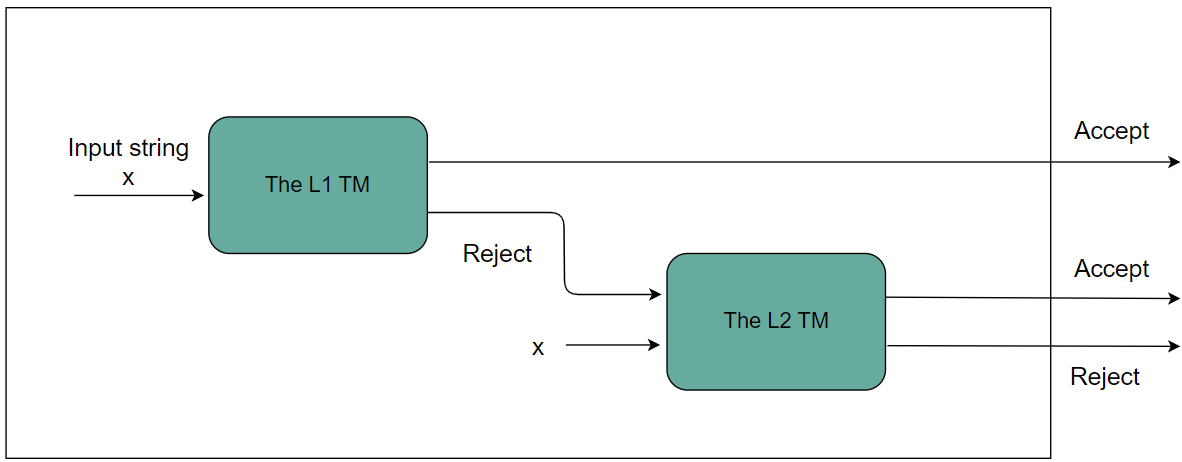 Input string
x
The L1 TM
Accept
Reject
x
The L2 TM
Accept
Reject